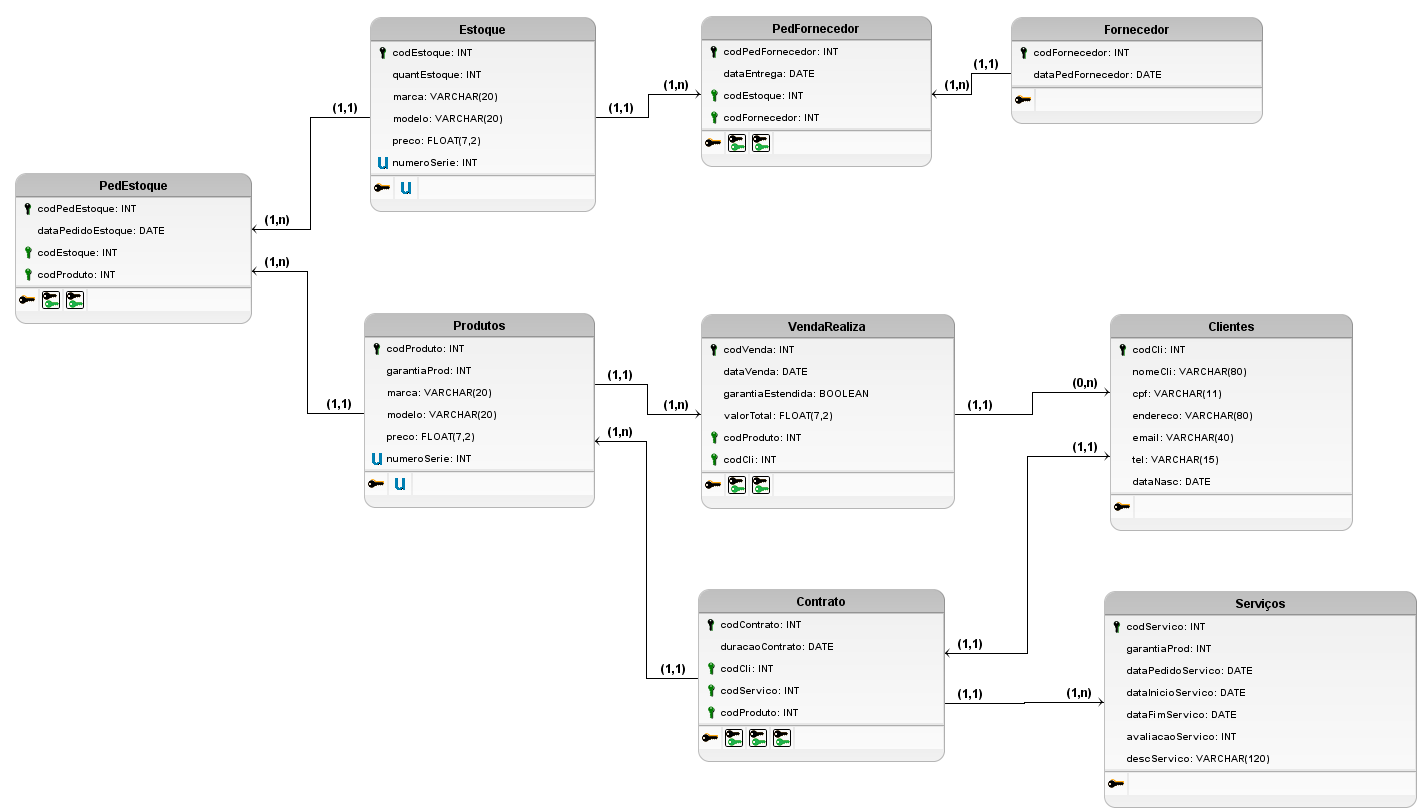 Estoque
codEstoque: INT
quantEstoque: INT
marca: VARCHAR(20)
modelo: VARCHAR(20)
preco: FLOAT(7,2)
u numeroSerie: INT
u
PedFornecedor
codPedFornecedor: INT
dataEntrega: DATE
codEstoque: INT
codFornecedor: INT
Fornecedor
codFornecedor: INT
dataPedFornecedor: DATE
(1,1)
(1,1)
(1,n)
(1,n)
(1,1)
PedEstoque
codPedEstoque: INT
dataPedidoEstoque: DATE
codEstoque: INT
codProduto: INT
(1,n)
(1,n)
(1,1)
Produtos
codProduto: INT
garantiaProd: INT
marca: VARCHAR(20)
modelo: VARCHAR(20)
preco: FLOAT(7,2)
u numeroSerie: INT
u
(1,1)
(1,n)
(1,n)
VendaRealiza
codVenda: INT
dataVenda: DATE
garantiaEstendida: BOOLEAN
valorTotal: FLOAT(7,2)
codProduto: INT
codCli: INT
(1,1)
(0,n)
(1,1)
Clientes
codCli: INT
nomeCli: VARCHAR(80)
cpf: VARCHAR(11)
endereco: VARCHAR(80)
email: VARCHAR(40)
tel: VARCHAR(15)
dataNasc: DATE
Contrato
codContrato: INT
duracaoContrato: DATE
codCli: INT
codServico: INT
codProduto: INT
(1,1)
(1,1)
(1,1)
(1,n)
Serviços
codServico: INT
garantiaProd: INT
dataPedidoServico: DATE
dataInicioServico: DATE
dataFimServico: DATE
avaliacaoServico: INT
descServico: VARCHAR(120)